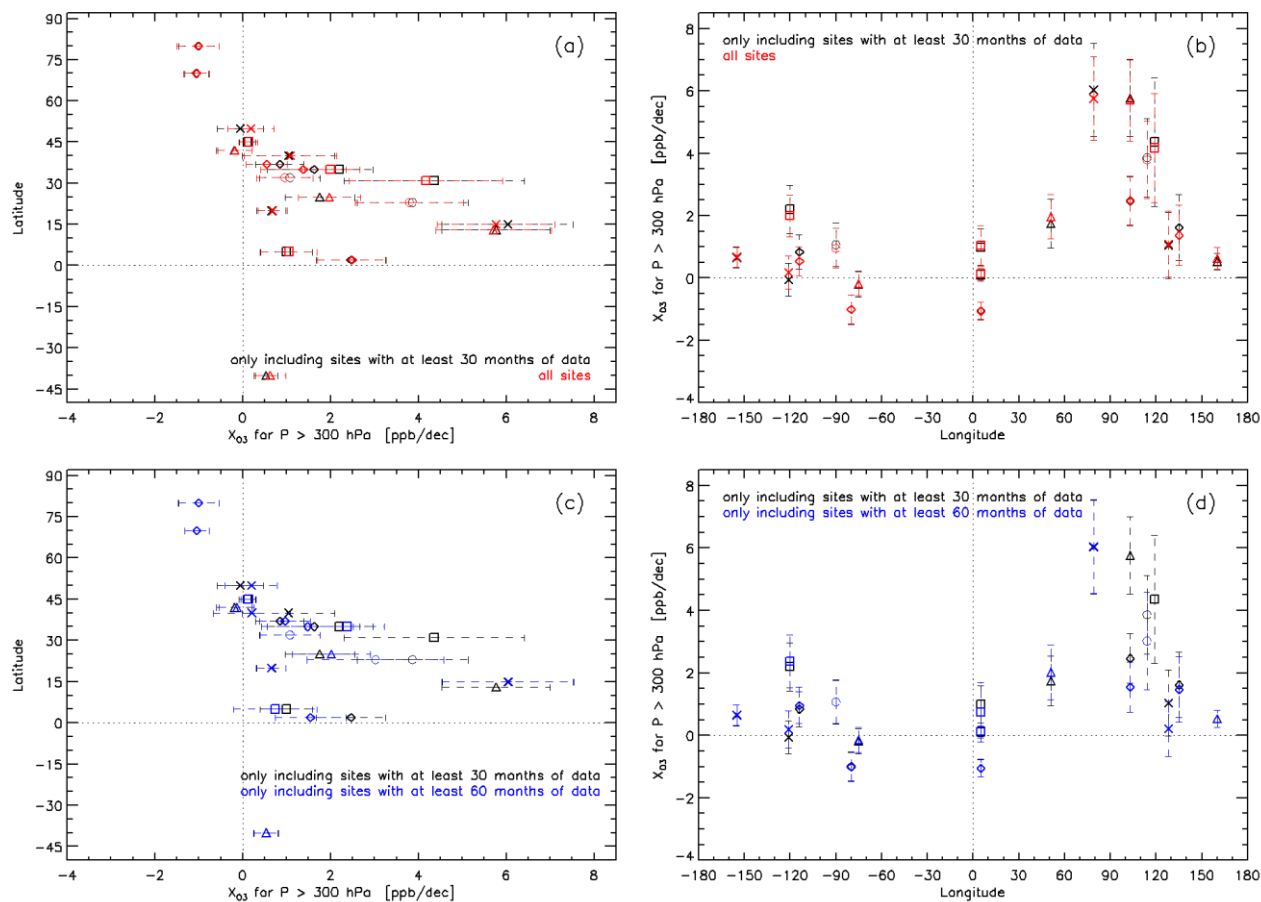 90
75
60
45
30
15
0
-15
-30
-45
Latitude
(a)
only including sites with at least 30 months of data
all sites
-4 -2 0 2 4 6 8
X_O3 for P > 300 hPa [ppb/dec]
8
6
4
2
0
-2
-4
X_O3 for P > 300 hPa [ppb/dec]
only including sites with at least 30 months of data
all sites
(b)
-180 -150 -120 -90 -60 -30 0 30 60 90 120 150 180
Longitude
90
75
60
45
30
15
0
-15
-30
-45
Latitude
(c)
only including sites with at least 30 months of data
only including sites with at least 60 months of data
-4 -2 0 2 4 6 8
X_O3 for P > 300 hPa [ppb/dec]
8
6
4
2
0
-2
-4
X_O3 for P > 300 hPa [ppb/dec]
only including sites with at least 30 months of data
only including sites with at least 60 months of data
(d)
-180 -150 -120 -90 -60 -30 0 30 60 90 120 150 180
Longitude